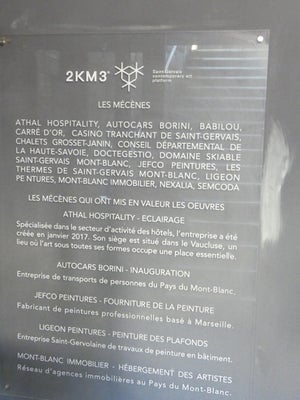 2KM3
Saint-Gervais
contemporary art
platform
LES MÉCÈNES
ATHAL HOSPITALITY, AUTOCARS BORINI, BABILOU,
CARRÉ D'OR, CASINO TRANCHANT DE SAINT-GERVAIS,
CHALETS GROSSET-JANIN, CONSEIL DÉPARTEMENTAL DE
LA HAUTE-SAVOIE, DOCTEGESTIO, DOMAINE SKIABLE
SAINT-GERVAIS MONT-BLANC, JEFCO PEINTURES, LES
THERMES DE SAINT-GERVAIS MONT-BLANC, LIGEON
PE NTURES, MONT-BLANC IMMOBILIER, NEXALIA, SEMCODA
LES MÉCÈNES QUI ONT MIS EN VALEUR LES OEUVRES
ATHAL HOSPITALITY - ECLAIRAGE
Spécialisée dans le secteur d'activité des hôtels, l'entreprise a été
créée en janvier 2017. Son siège est situé dans le Vaucluse, un
lieu où l'art sous toutes ses formes occupe une place essentielle.
AUTOCARS BORINI - INAUGURATION
Entreprise de transports de personnes du Pays du Mont-Blanc.
JEFCO PEINTURES - FOURNITURE DE LA PEINTURE
Fabricant de peintures professionnelles basé à Marseille.
LIGEON PEINTURES - PEINTURE DES PLAFONDS
Entreprise Saint-Gervolaine de travaux de peinture en bâtiment.
MONT-BLANC IMMOBILIER - HÉBERGEMENT DES ARTISTES
Réseau d'agences immobilières au Pays du Mont-Blanc.